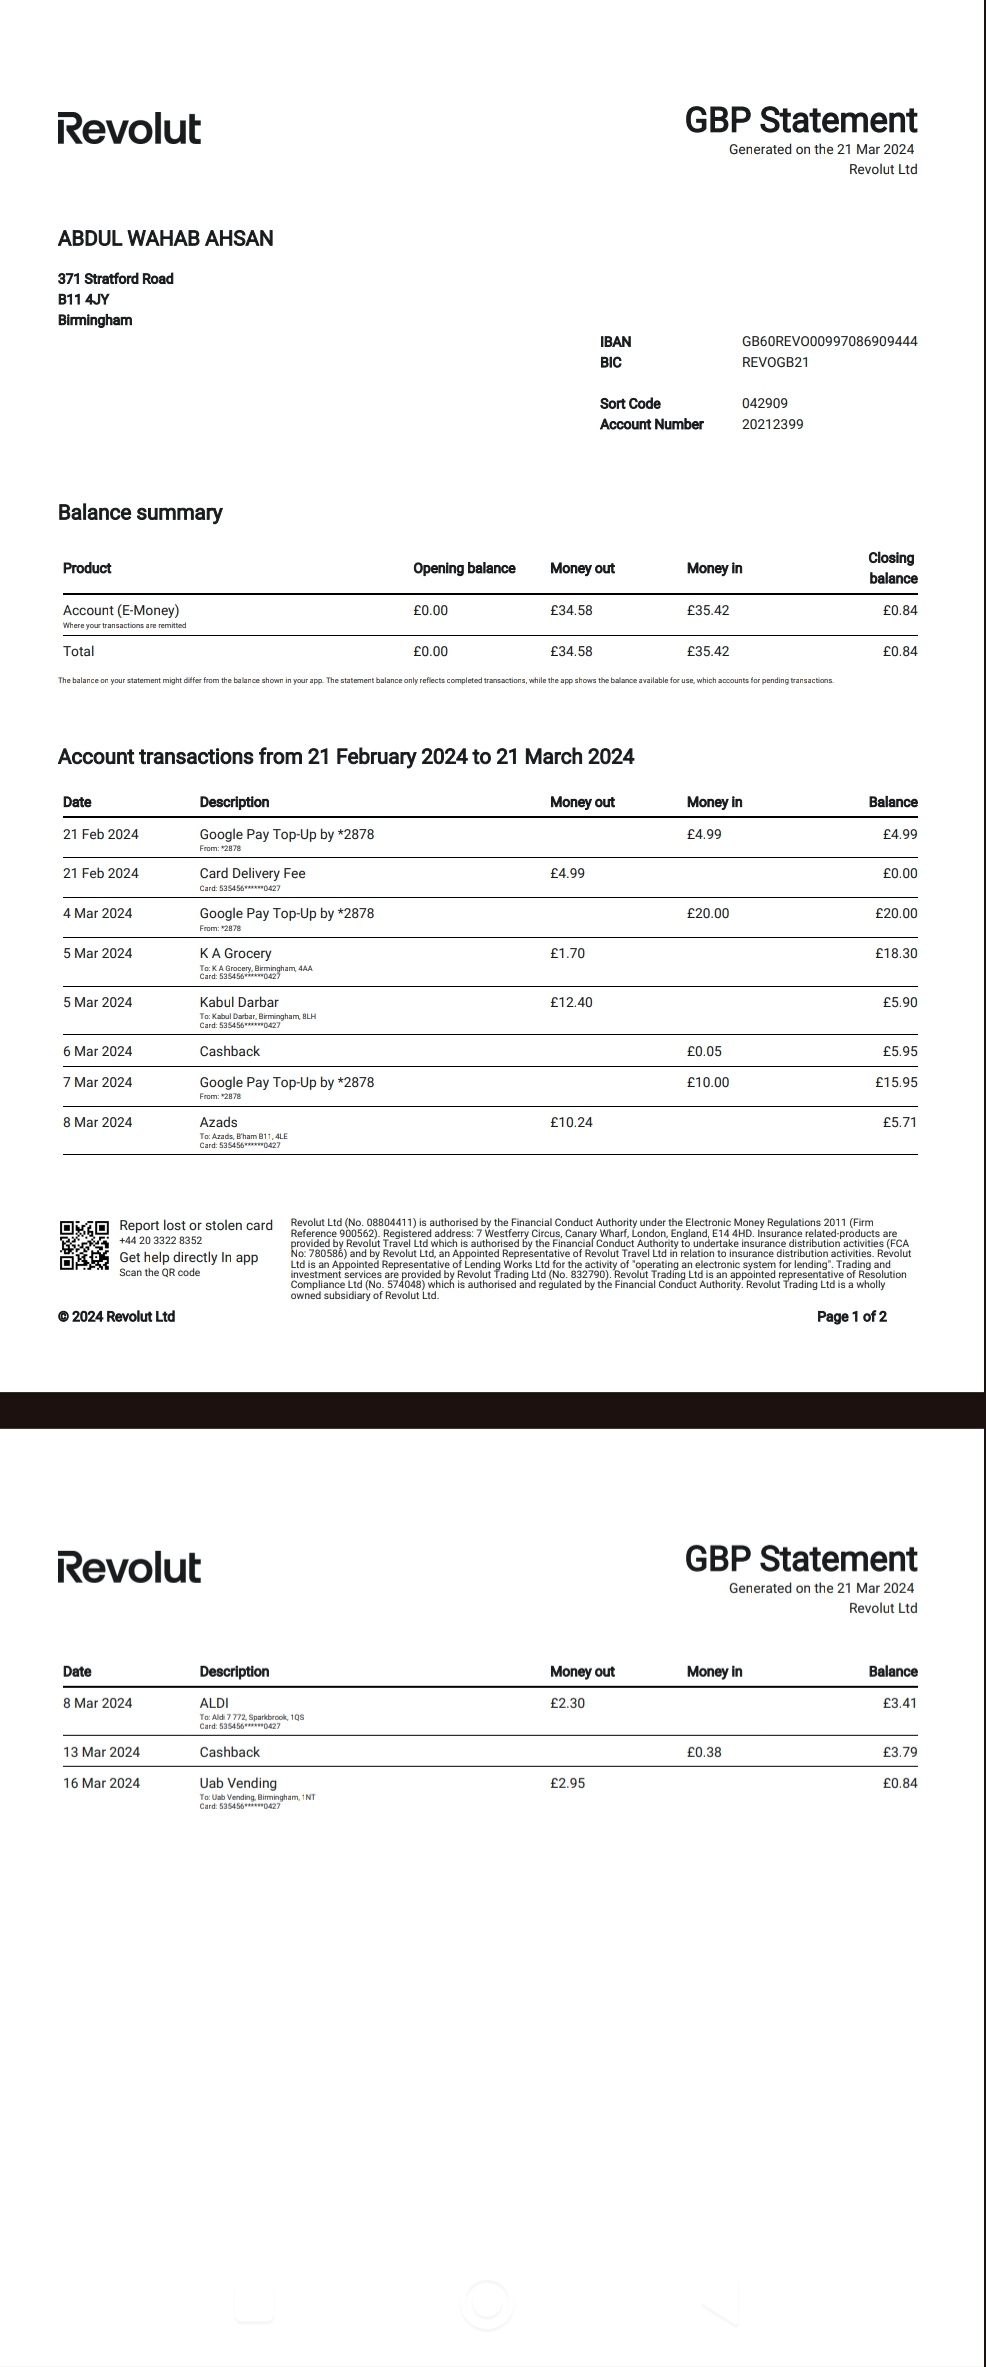 Revolut
GBP Statement
Generated on the 21 Mar 2024
Revolut Ltd
ABDUL WAHAB AHSAN
371 Stratford Road
B11 4JY
Birmingham
IBAN GB60REVO00997086909444
BIC REVOGB21
Sort Code 042909
Account Number 20212399
Balance summary
Product Opening balance Money out Money in Closing balance
Account (E-Money) £0.00 £34.58 £35.42 £0.84
Where your transactions are remitted
Total £0.00 £34.58 £35.42 £0.84
The balance on your statement might differ from the balance shown in your app. The statement balance only reflects completed transactions, while the app shows the balance available for use, which accounts for pending transactions.
Account transactions from 21 February 2024 to 21 March 2024
Date Description Money out Money in Balance
21 Feb 2024 Google Pay Top-Up by *2878 £4.99 £4.99
From: *2878
21 Feb 2024 Card Delivery Fee £4.99 £0.00
Card: 535456******0427
4 Mar 2024 Google Pay Top-Up by *2878 £20.00 £20.00
From: *2878
5 Mar 2024 K A Grocery £1.70 £18.30
To: K A Grocery, Birmingham, 4AA
Card: 535456******0427
5 Mar 2024 Kabul Darbar £12.40 £5.90
To: Kabul Darbar, Birmingham, 8LH
Card: 535456******0427
6 Mar 2024 Cashback £0.05 £5.95
7 Mar 2024 Google Pay Top-Up by *2878 £10.00 £15.95
From: *2878
8 Mar 2024 Azads £10.24 £5.71
To: Azads, B'ham B11, 4LE
Card: 535456******0427
Report lost or stolen card
+44 20 3322 8352
Get help directly In app
Scan the QR code
Revolut Ltd (No. 08804411) is authorised by the Financial Conduct Authority under the Electronic Money Regulations 2011 (Firm
Reference 900562). Registered address: 7 Westferry Circus, Canary Wharf, London, England, E14 4HD. Insurance related-products are
provided by Revolut Travel Ltd which is authorised by the Financial Conduct Authority to undertake insurance distribution activities (FCA
No: 780586) and by Revolut Ltd, an Appointed Representative of Revolut Travel Ltd in relation to insurance distribution activities. Revolut
Ltd is an Appointed Representative of Lending Works Ltd for the activity of "operating an electronic system for lending". Trading and
investment services are provided by Revolut Trading Ltd (No. 832790). Revolut Trading Ltd is an appointed representative of Resolution
Compliance Ltd (No. 574048) which is authorised and regulated by the Financial Conduct Authority. Revolut Trading Ltd is a wholly
owned subsidiary of Revolut Ltd.
© 2024 Revolut Ltd
Page 1 of 2
Revolut
GBP Statement
Generated on the 21 Mar 2024
Revolut Ltd
Date Description Money out Money in Balance
8 Mar 2024 ALDI £2.30 £3.41
To: Aldi 7 772, Sparkbrook, 1QS
Card: 535456******0427
13 Mar 2024 Cashback £0.38 £3.79
16 Mar 2024 Uab Vending £2.95 £0.84
To: Uab Vending, Birmingham, 1NT
Card: 535456******0427